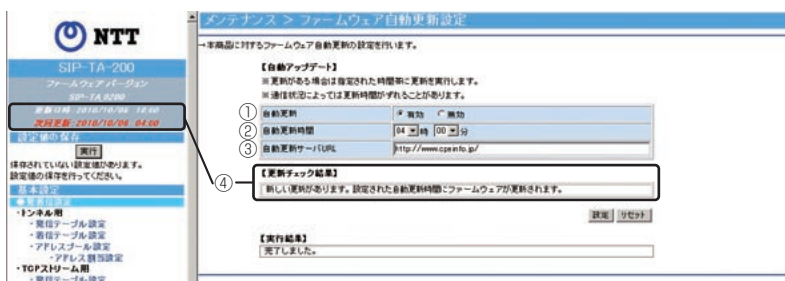 NTT
SIP-TA-200
ファームウェアバージョン
SIP-TA 0200
次回更新:2010/10/06 04:00
設定値の保存
実行
保存されていない設定値があります。
設定値の保存を行ってください。
基本設定
・トンネル用
・発信テーブル設定
・着信テーブル設定
・アドレスプール設定
・アドレス割当設定
・TCPストリーム用
・発信テーブル設定
メンテナンス > ファームウェア自動更新設定
→本商品に対するファームウェア自動更新の設定を行います。
【自動アップデート】
※更新がある場合は指定された時間帯に更新を実行します。
※通信状況によっては更新時間がずれることがあります。
① 自動更新 有効 無効
② 自動更新時間 04 時 00 分
③ 自動更新サーバURL http://www.cpeinfo.jp/
④
【更新チェック結果】
新しい更新があります。設定された自動更新時間にファームウェアが更新されます。
設定 リセット
【実行結果】
完了しました。